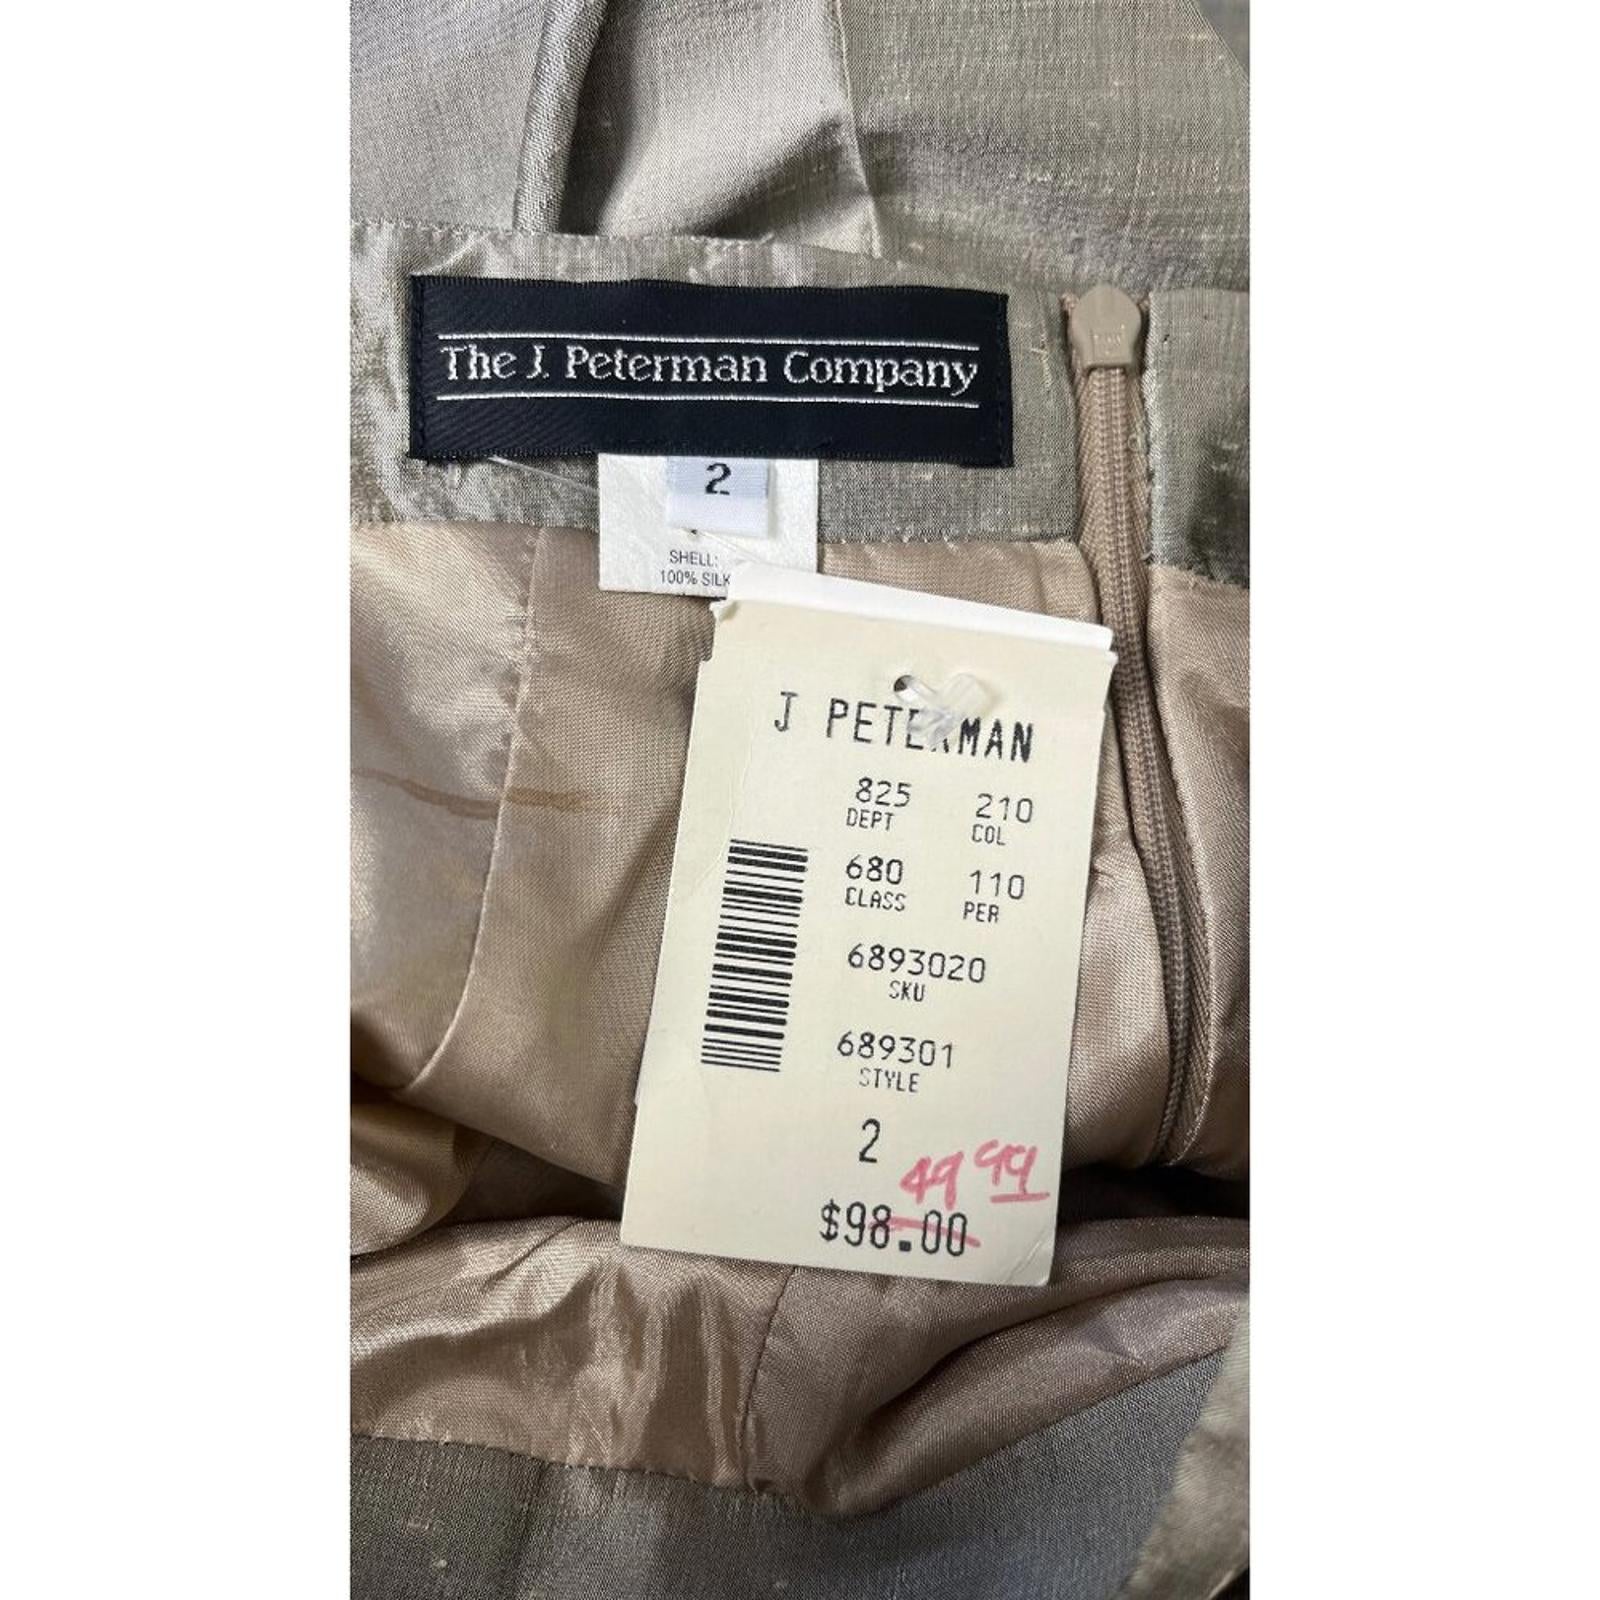 The J. Peterman Company
2
SHELL:
100% SILK
J PETERMAN
825 210
DEPT COL
680 110
CLASS PER
6893020
SKU
689301
STYLE
2
49 99
$98.00